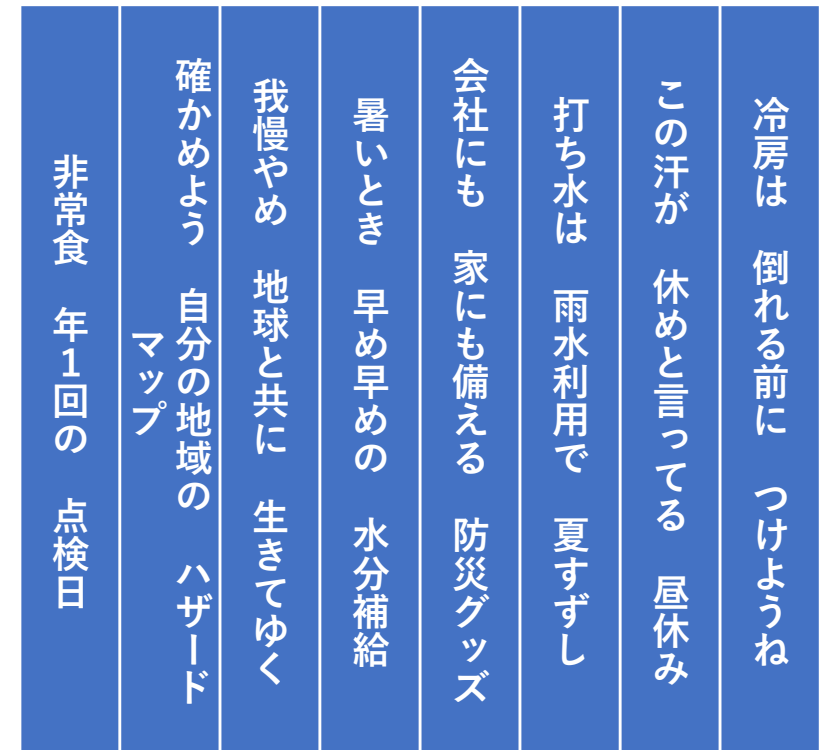 冷房は　倒れる前に　つけようね
この汗が　休めと言ってる　昼休み
打ち水は　雨水利用で　夏すずし
会社にも　家にも備える　防災グッズ
暑いとき　早め早めの　水分補給
我慢やめ　地球と共に　生きてゆく
確かめよう　自分の地域の　ハザード
マップ
非常食　年1回の　点検日